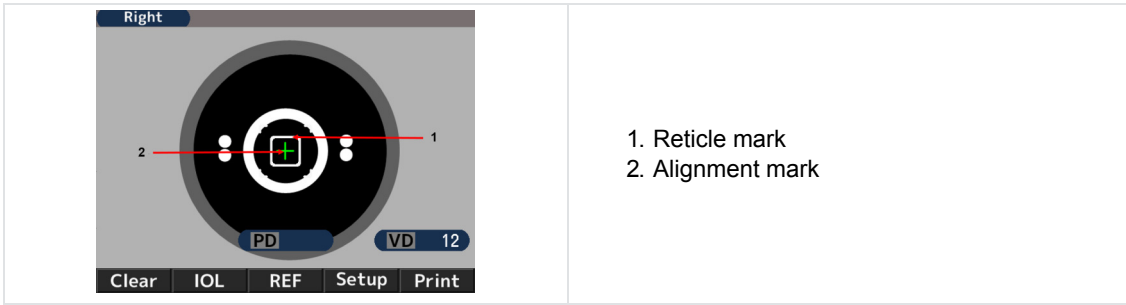 Right
1
2
PD
VD 12
Clear IOL REF Setup Print
1. Reticle mark
2. Alignment mark